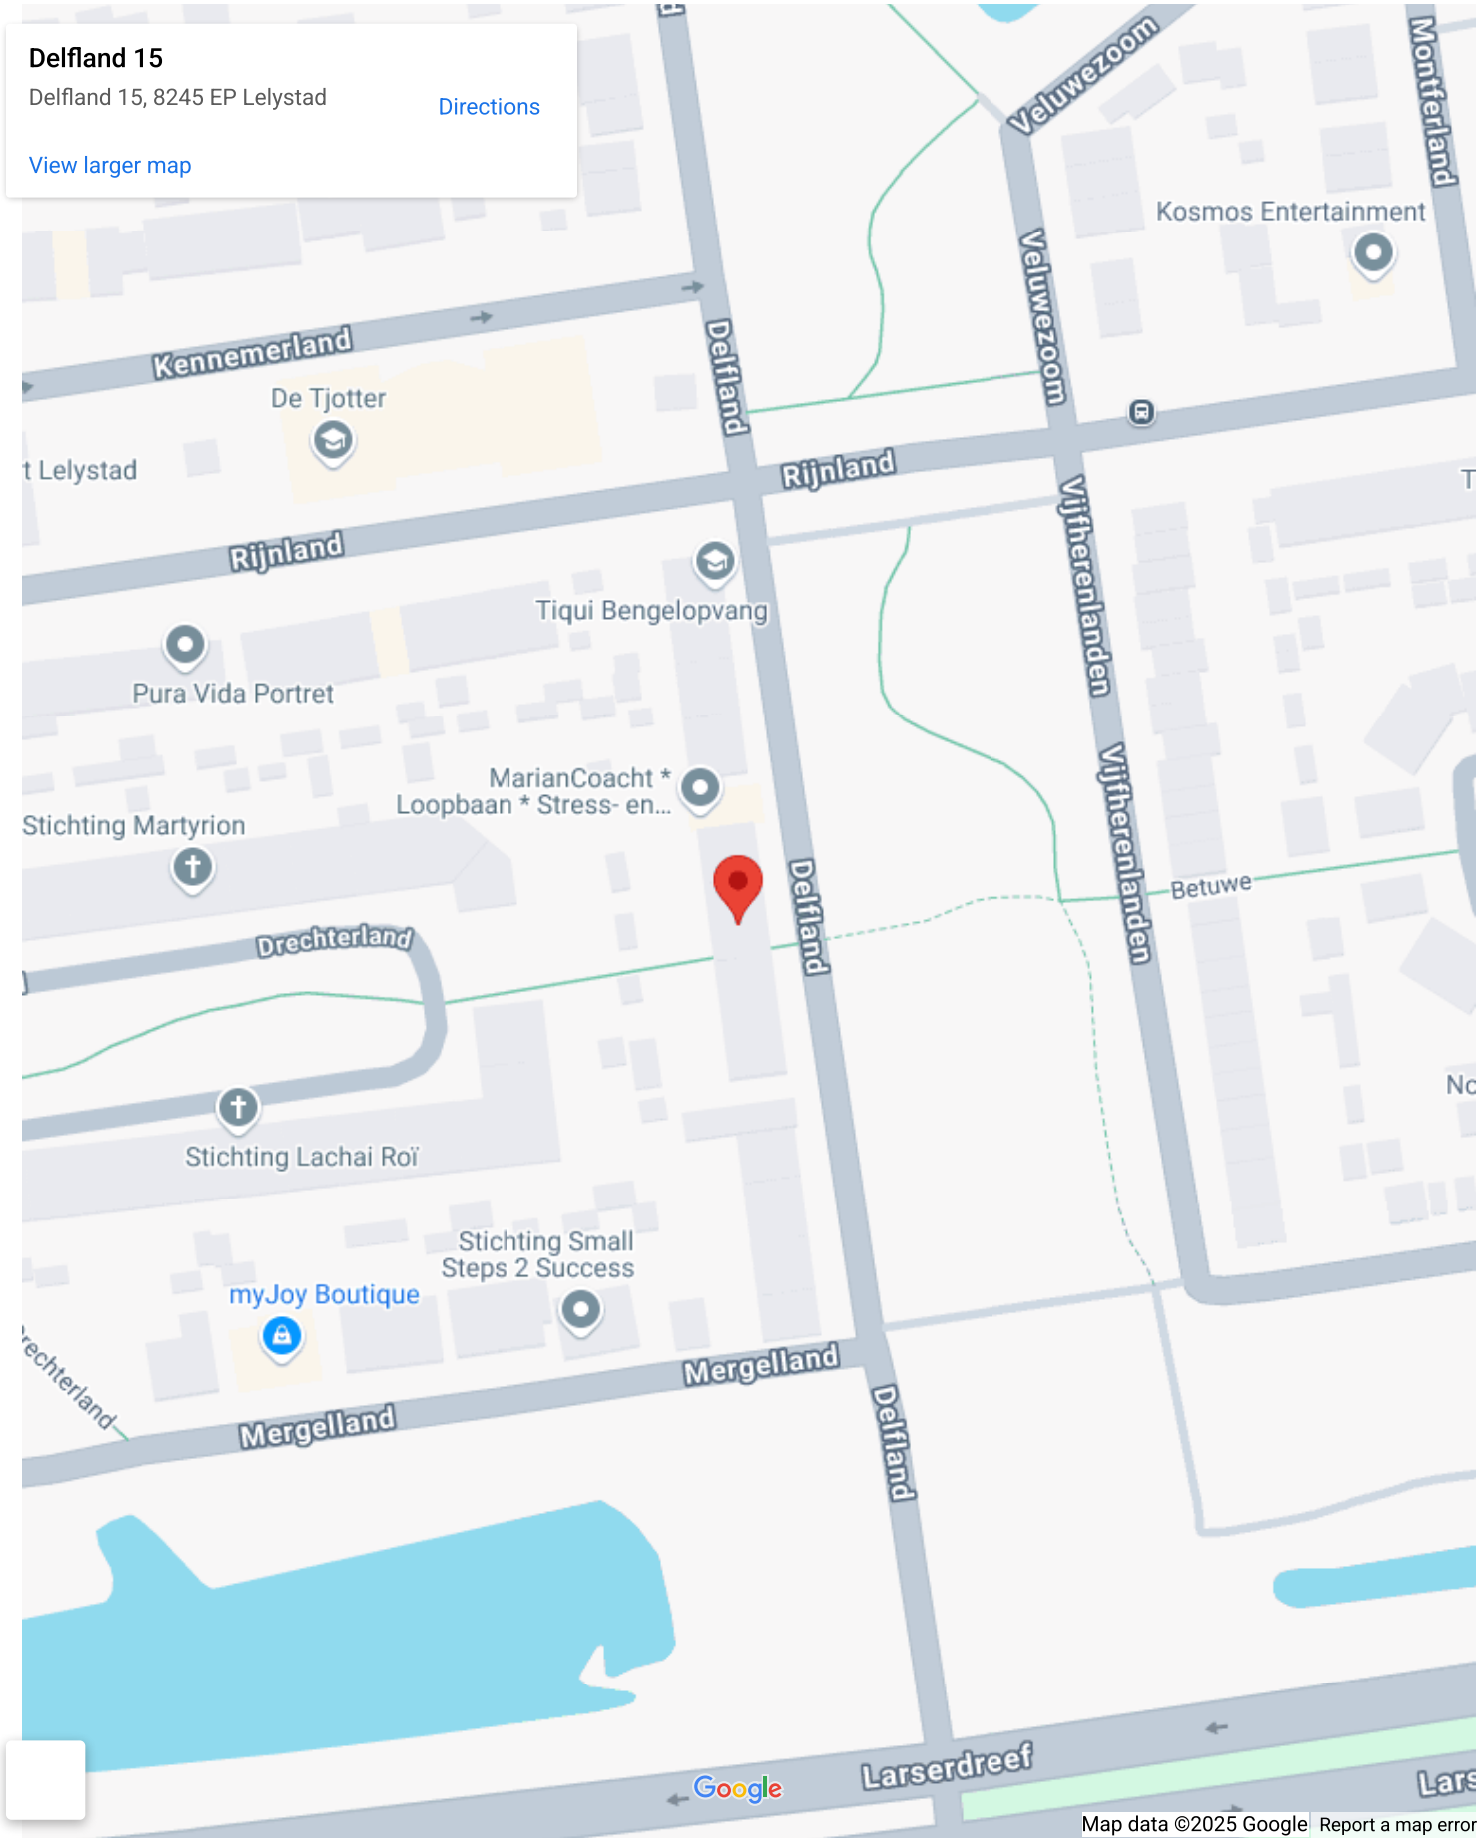 Delfland 15
Delfland 15, 8245 EP Lelystad
Directions
View larger map
Veluwezoom
Montferland
Kosmos Entertainment
Veluwezoom
Kennemerland
Delfland
De Tjotter
t Lelystad
Rijnland
Rijnland
Vijfherenlanden
Tiqui Bengelopvang
Pura Vida Portret
MarianCoacht *
Loopbaan * Stress- en...
Vijfherenlanden
Stichting Martyrion
Delfland
Betuwe
Drechterland
No
Stichting Lachai Roï
Stichting Small
Steps 2 Success
myJoy Boutique
rechterland
Mergelland
Mergelland
Delfland
Larserdreef
Google
Lars
Map data ©2025 Google
Report a map error